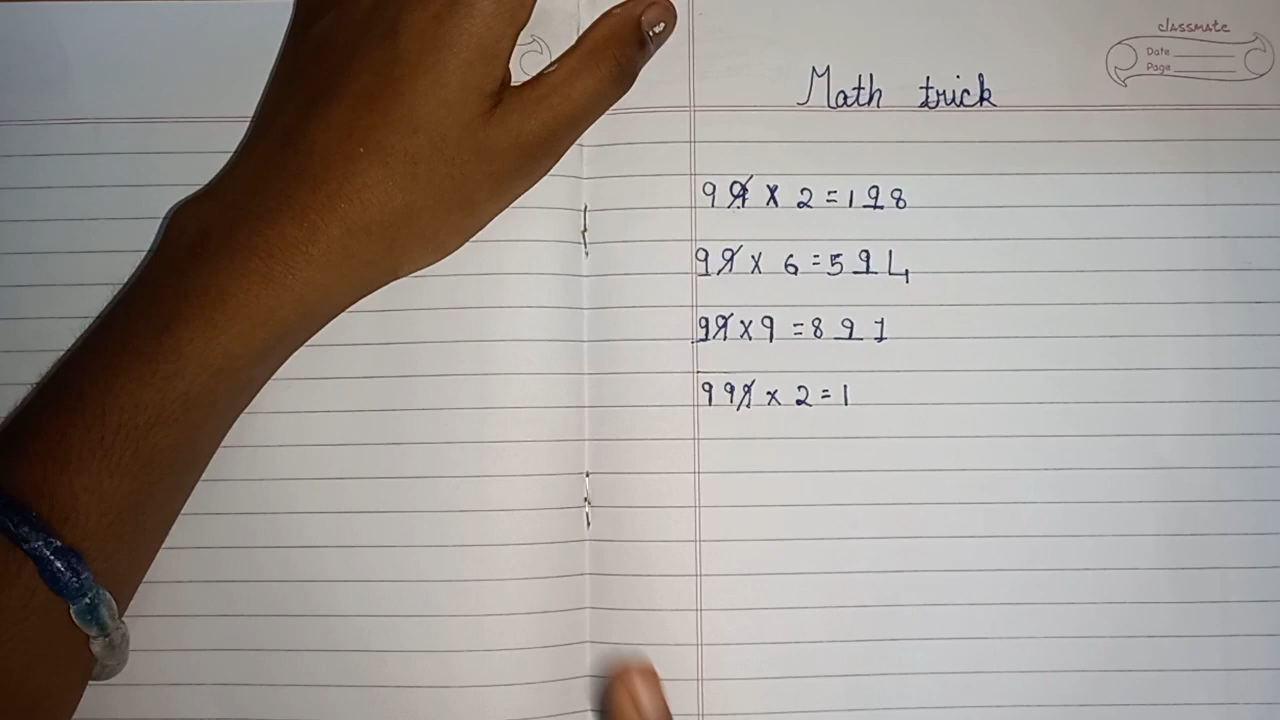 classmate
Date
Page
Math trick
99 x 2 = 198
99 x 6 = 594
99 x 9 = 891
999 x 2 = 1